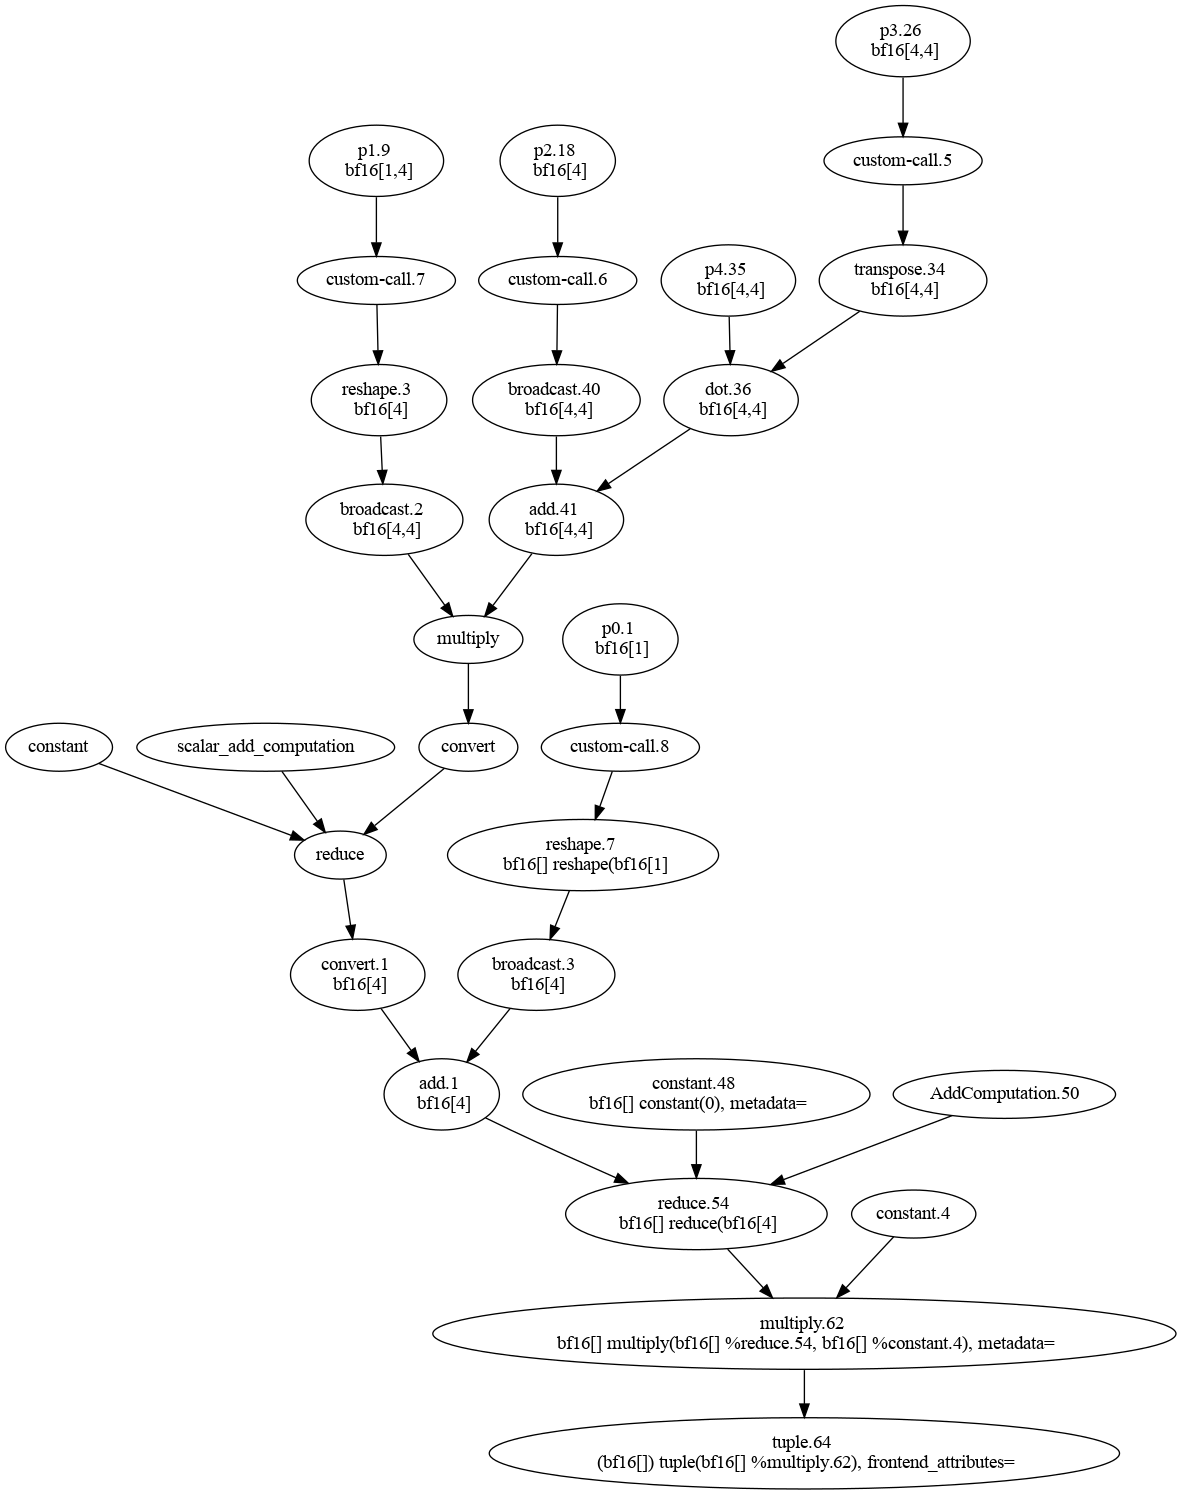 p3.26
bf16[4,4]
p1.9
bf16[1,4]
p2.18
bf16[4]
custom-call.5
custom-call.7
custom-call.6
p4.35
bf16[4,4]
transpose.34
bf16[4,4]
reshape.3
bf16[4]
broadcast.40
bf16[4,4]
dot.36
bf16[4,4]
broadcast.2
bf16[4,4]
add.41
bf16[4,4]
multiply
p0.1
bf16[1]
constant
scalar_add_computation
convert
custom-call.8
reduce
reshape.7
bf16[] reshape(bf16[1]
convert.1
bf16[4]
broadcast.3
bf16[4]
add.1
bf16[4]
constant.48
bf16[] constant(0), metadata=
AddComputation.50
reduce.54
bf16[] reduce(bf16[4]
constant.4
multiply.62
bf16[] multiply(bf16[] %reduce.54, bf16[] %constant.4), metadata=
tuple.64
(bf16[]) tuple(bf16[] %multiply.62), frontend_attributes=